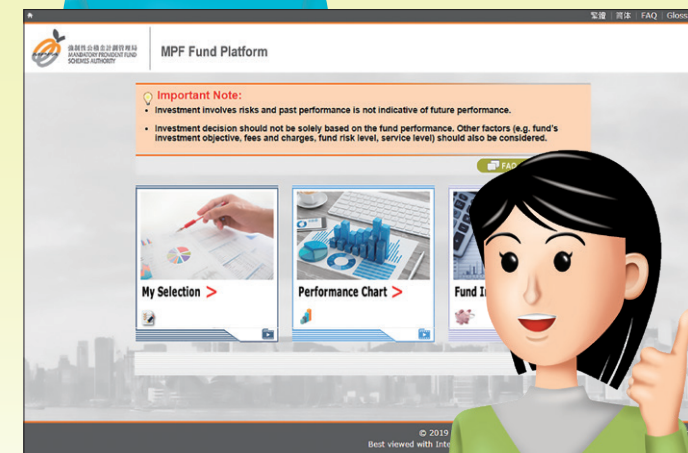 繁體 | 简体 | FAQ |
強制性公積金計劃管理局
MANDATORY PROVIDENT FUND
SCHEMES AUTHORITY
MPF Fund Platform
Important Note:
• Investment involves risks and past performance is not indicative of future performance.
• Investment decision should not be solely based on the fund performance. Other factors (e.g. fund's
investment objective, fees and charges, fund risk level, service level) should also be considered.
FAQ
My Selection >
Performance Chart >
Fund
© 2019
Best viewed with